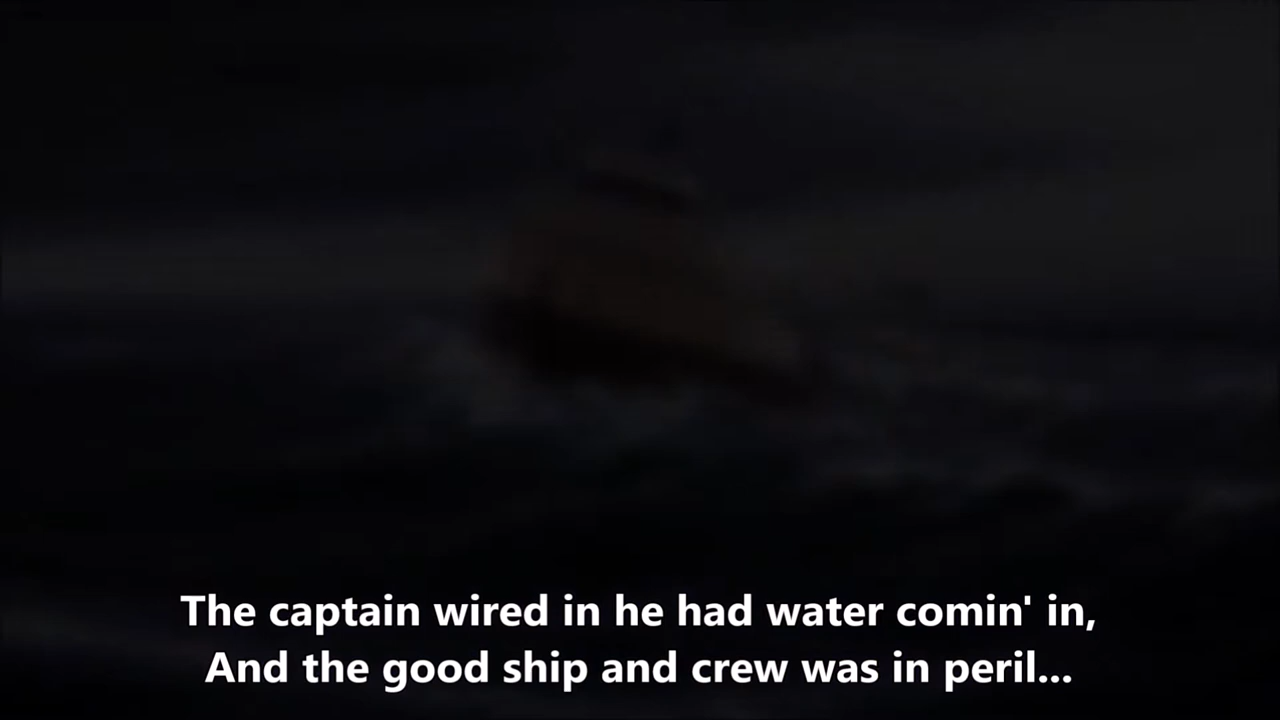 The captain wired in he had water comin' in,
And the good ship and crew was in peril...